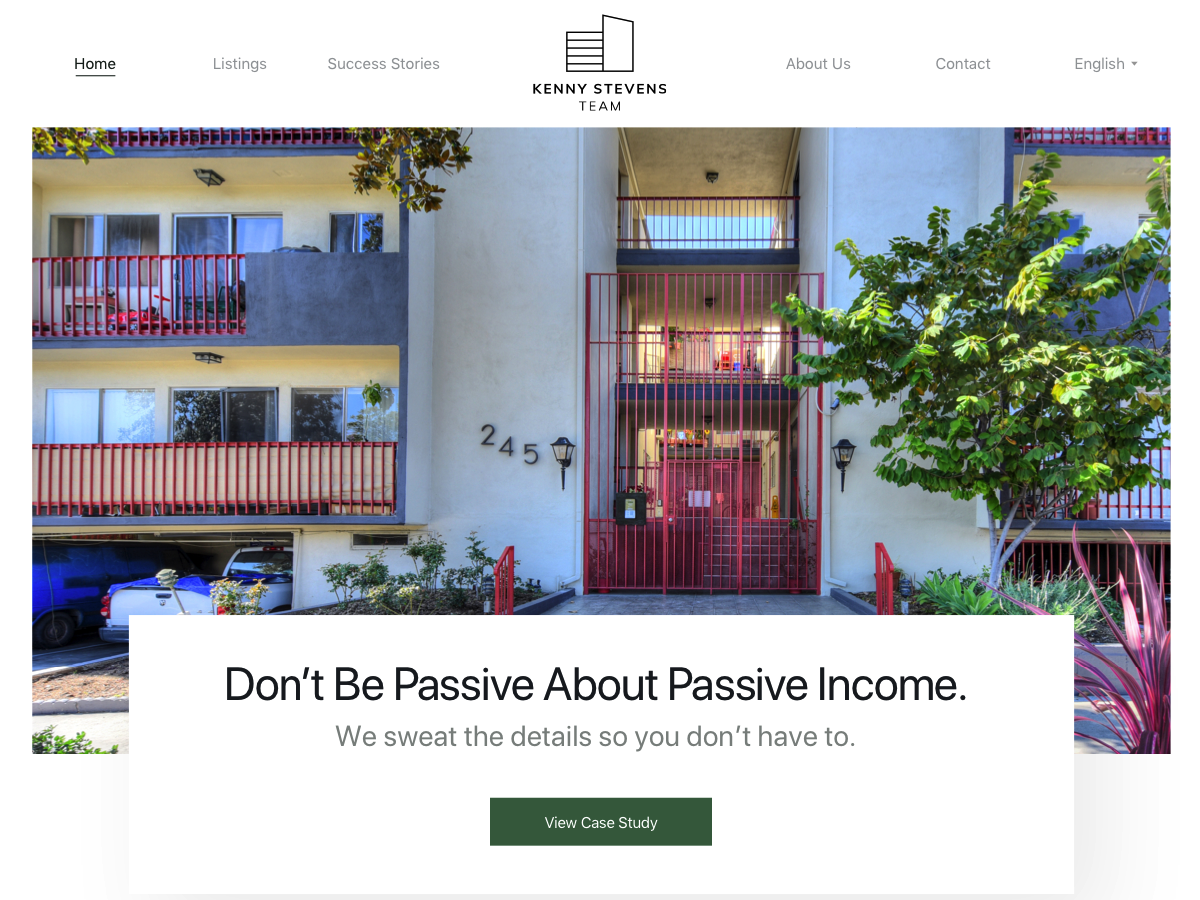 Home
Listings
Success Stories
KENNY STEVENS
TEAM
About Us
Contact
English
245
Don't Be Passive About Passive Income.
We sweat the details so you don't have to.
View Case Study